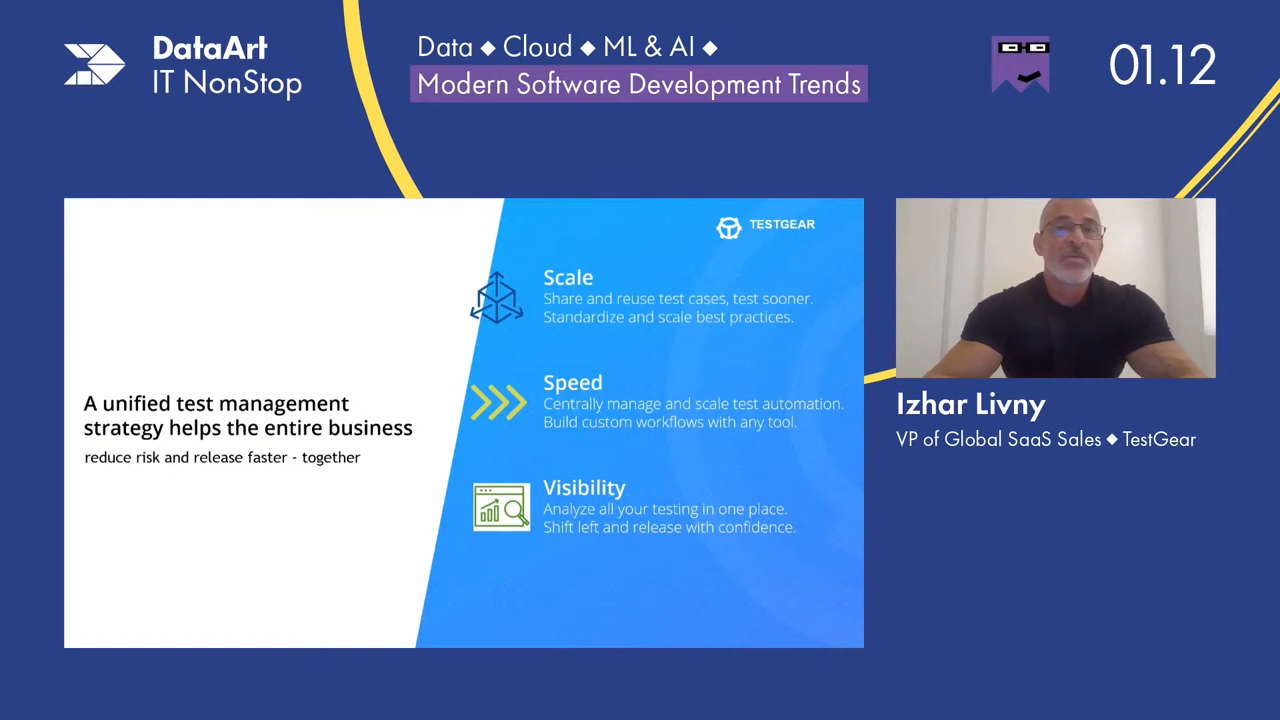 DataArt
IT NonStop
Data ◆ Cloud ◆ ML & AI ◆
Modern Software Development Trends
01.12
TESTGEAR
A unified test management
strategy helps the entire business
reduce risk and release faster - together
Scale
Share and reuse test cases, test sooner.
Standardize and scale best practices.
Speed
Centrally manage and scale test automation.
Build custom workflows with any tool.
Visibility
Analyze all your testing in one place.
Shift left and release with confidence.
Izhar Livny
VP of Global SaaS Sales ◆ TestGear